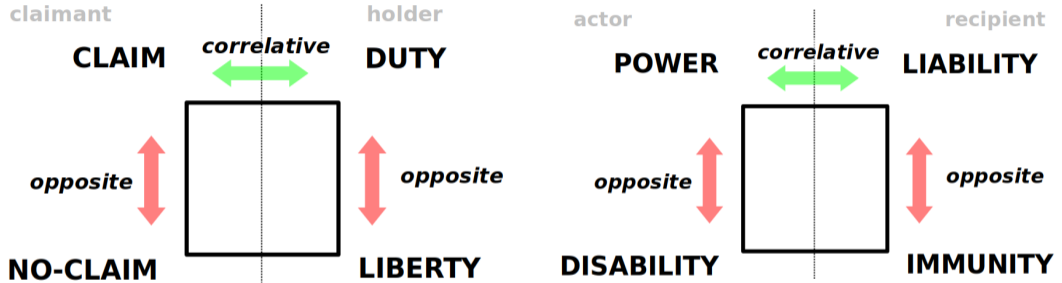 claimant holder
CLAIM correlative DUTY
opposite opposite
NO-CLAIM LIBERTY
actor recipient
POWER correlative LIABILITY
opposite opposite
DISABILITY IMMUNITY